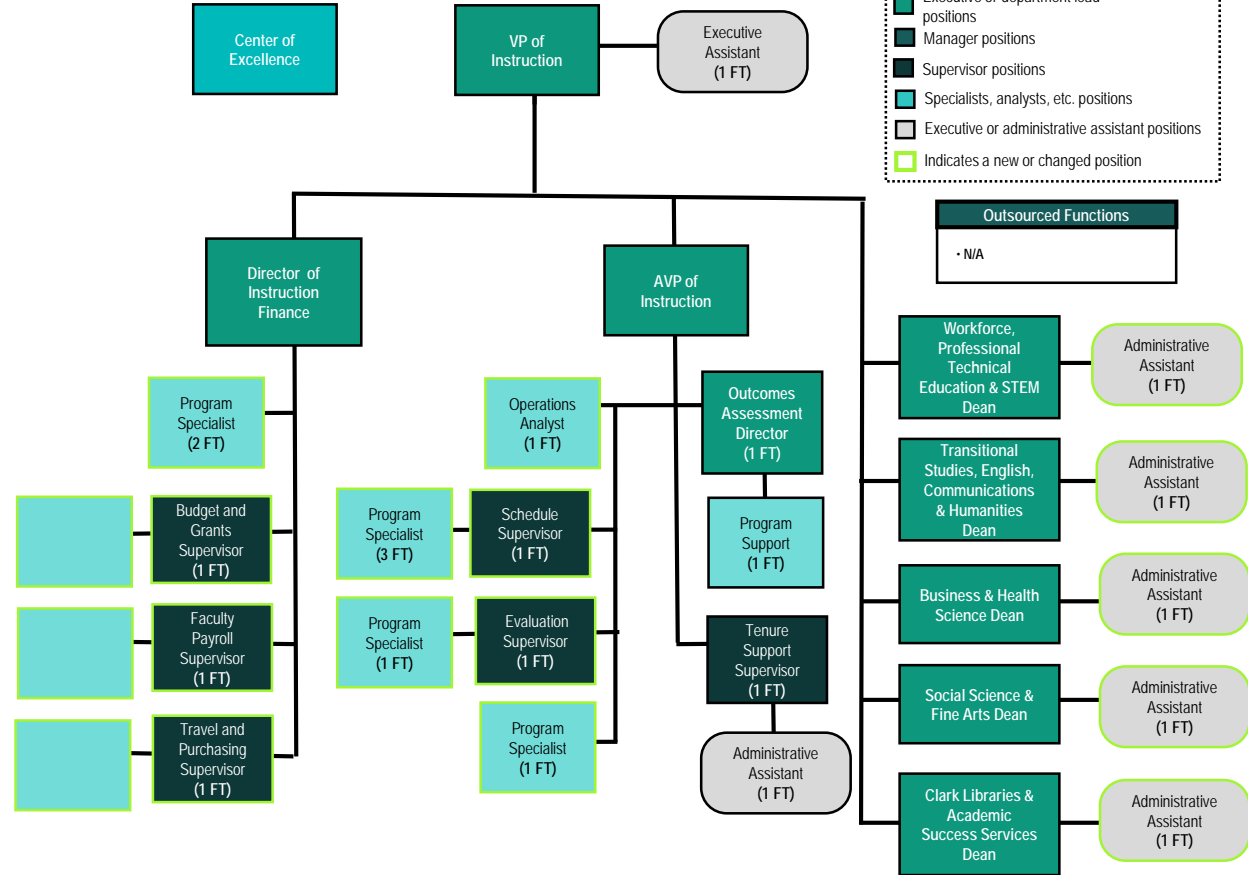 Center of
Excellence
VP of
Instruction
Executive
Assistant
(1 FT)
positions
Manager positions
Supervisor positions
Specialists, analysts, etc. positions
Executive or administrative assistant positions
Indicates a new or changed position
Outsourced Functions
• N/A
Director of
Instruction
Finance
AVP of
Instruction
Program
Specialist
(2 FT)
Budget and
Grants
Supervisor
(1 FT)
Faculty
Payroll
Supervisor
(1 FT)
Travel and
Purchasing
Supervisor
(1 FT)
Operations
Analyst
(1 FT)
Outcomes
Assessment
Director
(1 FT)
Program
Specialist
(3 FT)
Schedule
Supervisor
(1 FT)
Program
Support
(1 FT)
Program
Specialist
(1 FT)
Evaluation
Supervisor
(1 FT)
Tenure
Support
Supervisor
(1 FT)
Program
Specialist
(1 FT)
Administrative
Assistant
(1 FT)
Workforce,
Professional
Technical
Education & STEM
Dean
Administrative
Assistant
(1 FT)
Transitional
Studies, English,
Communications
& Humanities
Dean
Administrative
Assistant
(1 FT)
Business & Health
Science Dean
Administrative
Assistant
(1 FT)
Social Science &
Fine Arts Dean
Administrative
Assistant
(1 FT)
Clark Libraries &
Academic
Success Services
Dean
Administrative
Assistant
(1 FT)